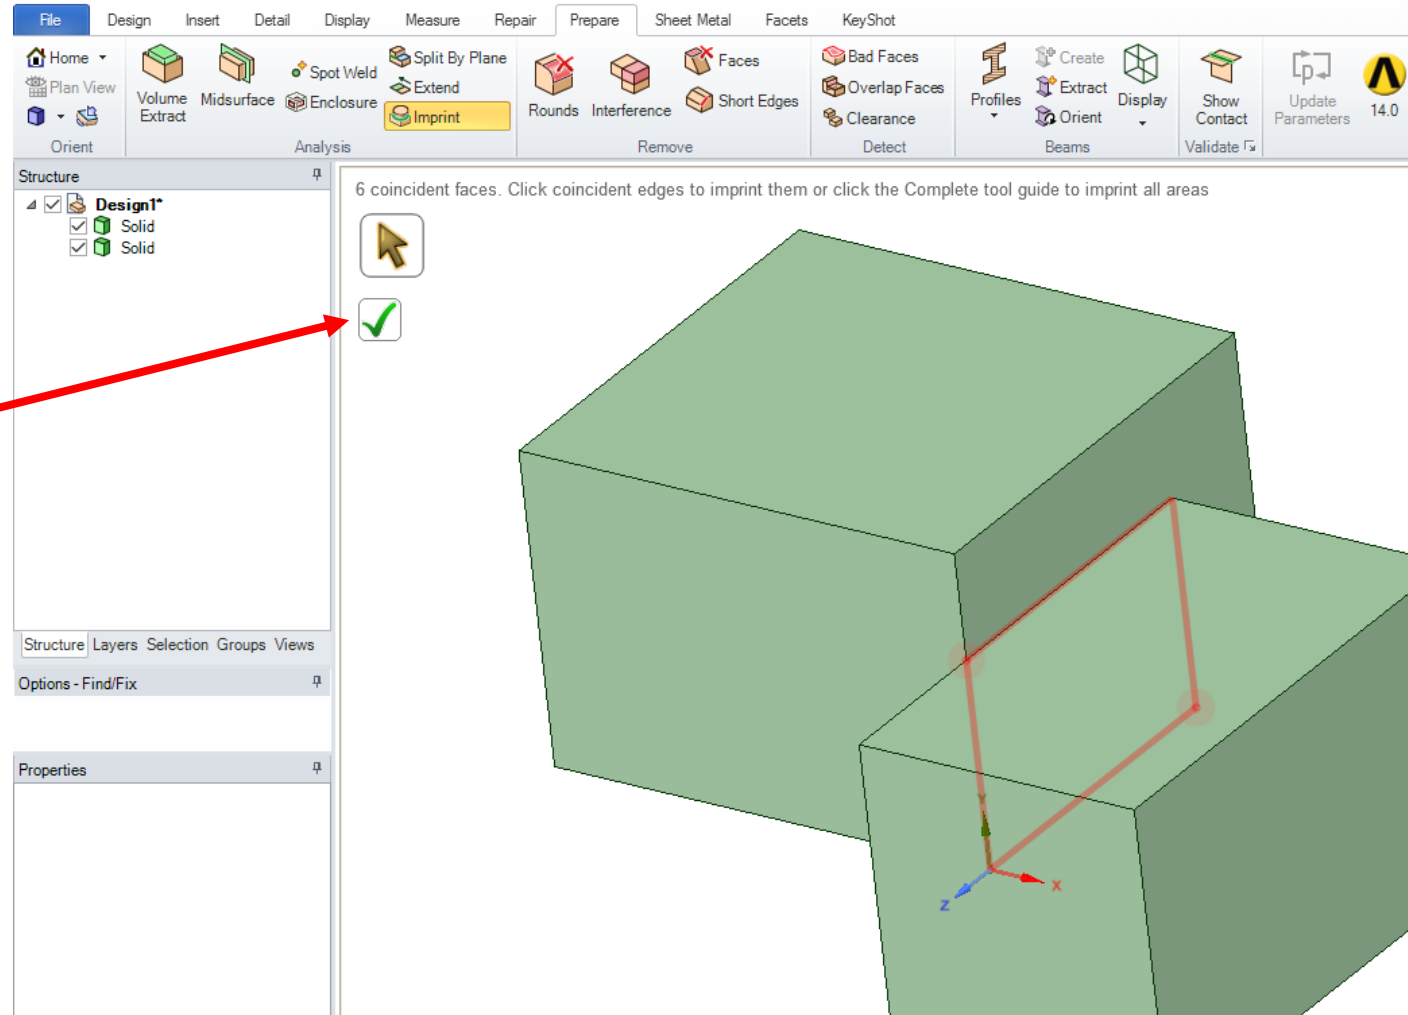 File Design Insert Detail Display Measure Repair Prepare Sheet Metal Facets KeyShot
Home
Plan View
Orient
Volume Extract
Midsurface
Spot Weld
Enclosure
Split By Plane
Extend
Imprint
Analysis
Rounds
Interference
Faces
Short Edges
Remove
Bad Faces
Overlap Faces
Clearance
Detect
Profiles
Create
Extract
Orient
Display
Beams
Show Contact
Validate
Update Parameters
14.0
Structure
Design1*
Solid
Solid
Structure Layers Selection Groups Views
Options - Find/Fix
Properties
6 coincident faces. Click coincident edges to imprint them or click the Complete tool guide to imprint all areas
Y
X
Z